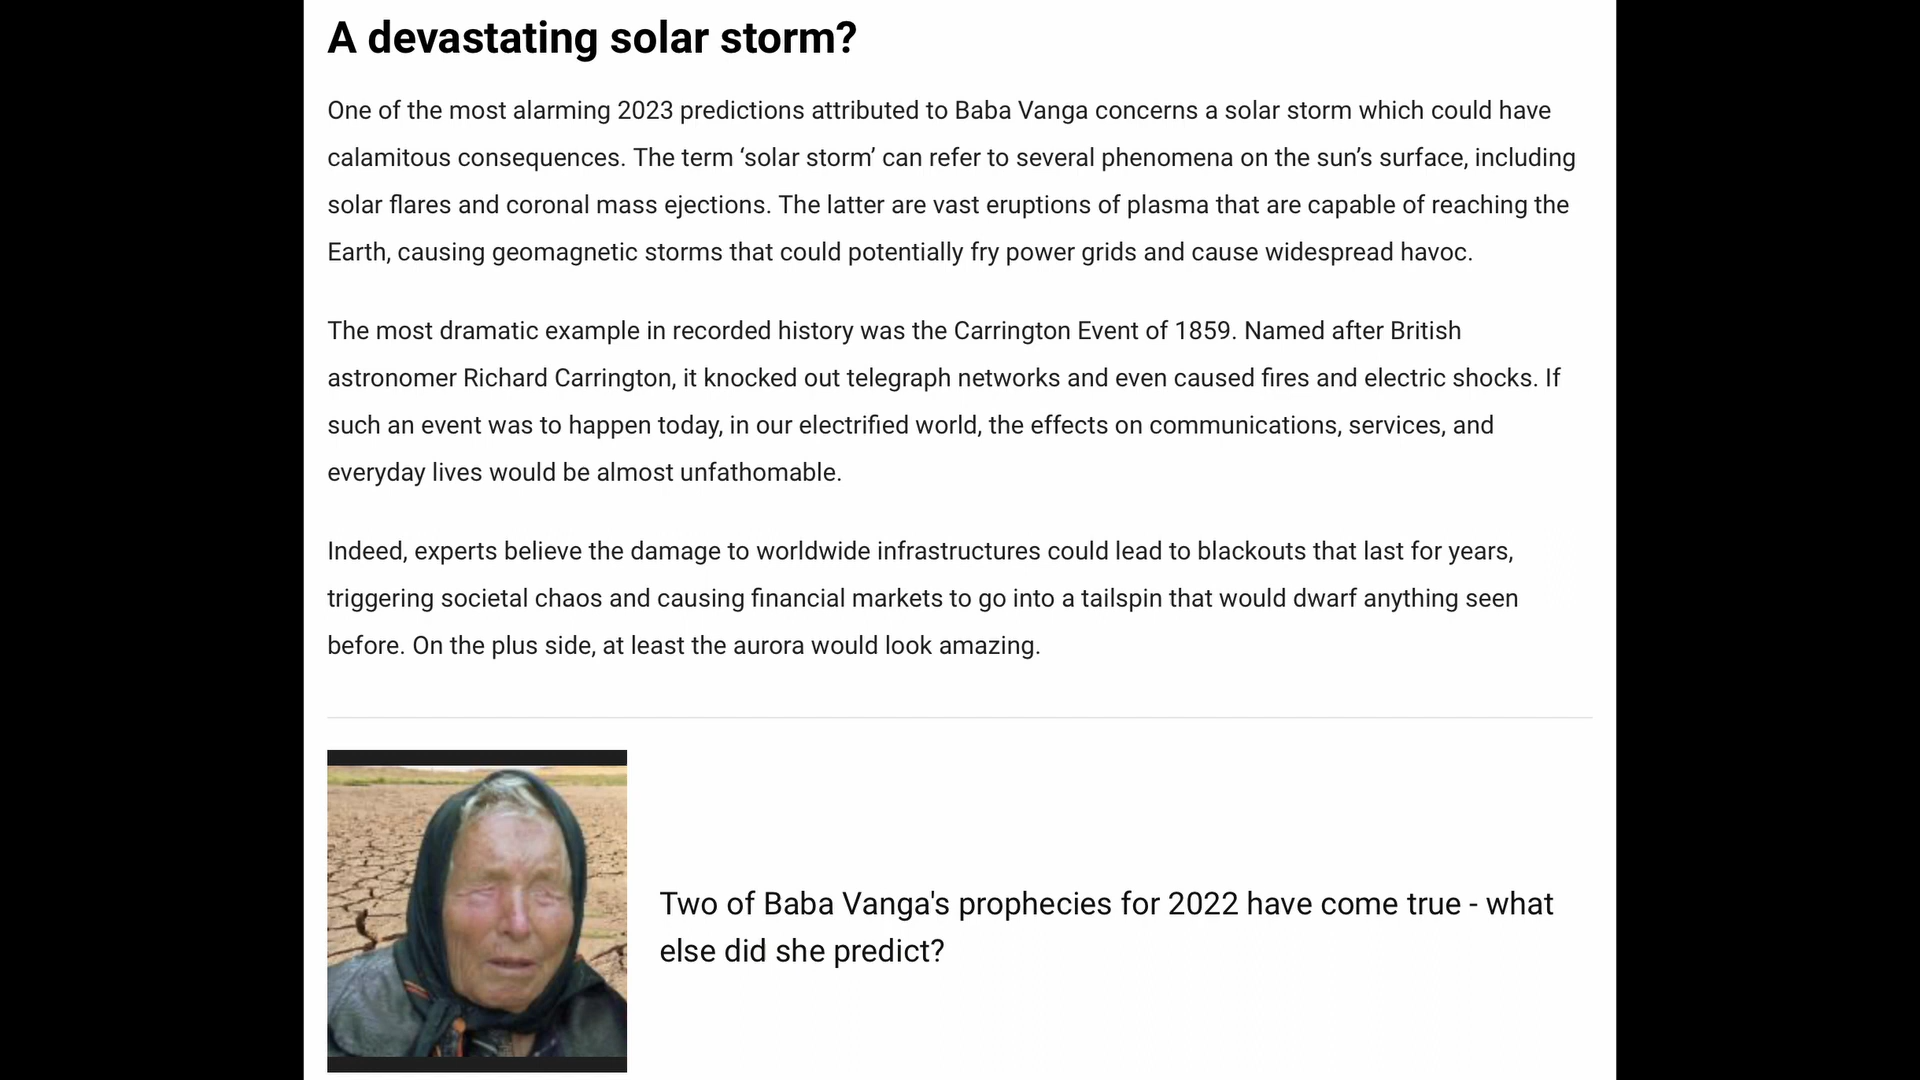 A devastating solar storm?
One of the most alarming 2023 predictions attributed to Baba Vanga concerns a solar storm which could have
calamitous consequences. The term ‘solar storm’ can refer to several phenomena on the sun’s surface, including
solar flares and coronal mass ejections. The latter are vast eruptions of plasma that are capable of reaching the
Earth, causing geomagnetic storms that could potentially fry power grids and cause widespread havoc.
The most dramatic example in recorded history was the Carrington Event of 1859. Named after British
astronomer Richard Carrington, it knocked out telegraph networks and even caused fires and electric shocks. If
such an event was to happen today, in our electrified world, the effects on communications, services, and
everyday lives would be almost unfathomable.
Indeed, experts believe the damage to worldwide infrastructures could lead to blackouts that last for years,
triggering societal chaos and causing financial markets to go into a tailspin that would dwarf anything seen
before. On the plus side, at least the aurora would look amazing.
Two of Baba Vanga's prophecies for 2022 have come true - what
else did she predict?